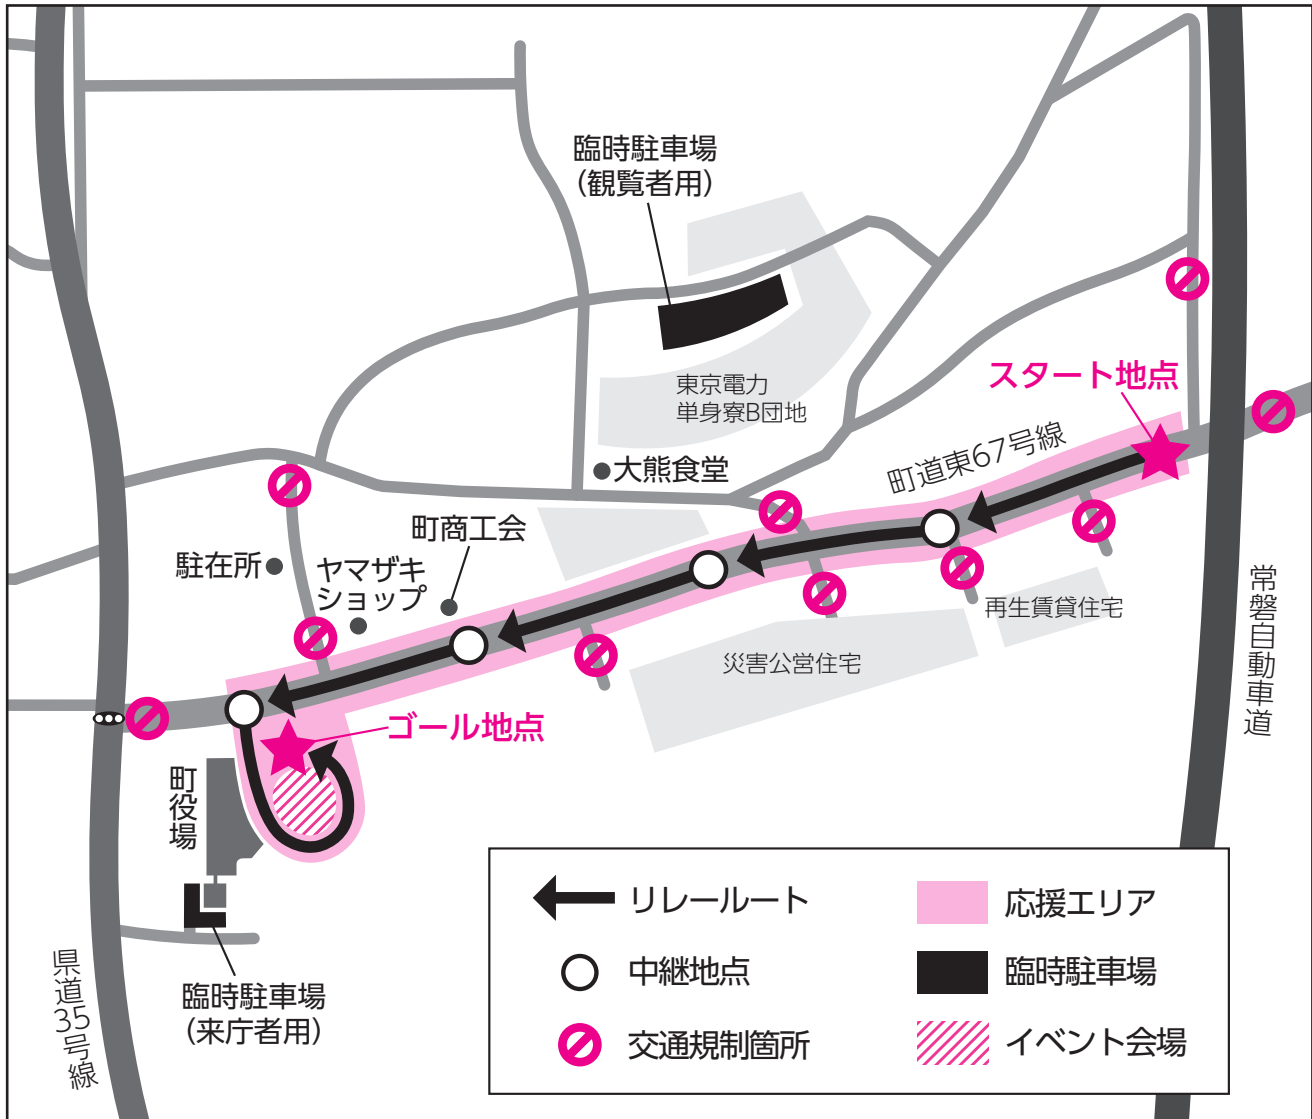 臨時駐車場
（観覧者用）
スタート地点
東京電力
単身寮B団地
町道東67号線
大熊食堂
町商工会
駐在所
ヤマザキ
ショップ
再生賃貸住宅
災害公営住宅
常磐自動車道
ゴール地点
町役場
県道35号線
臨時駐車場
（来庁者用）
リレールート
応援エリア
中継地点
臨時駐車場
交通規制箇所
イベント会場